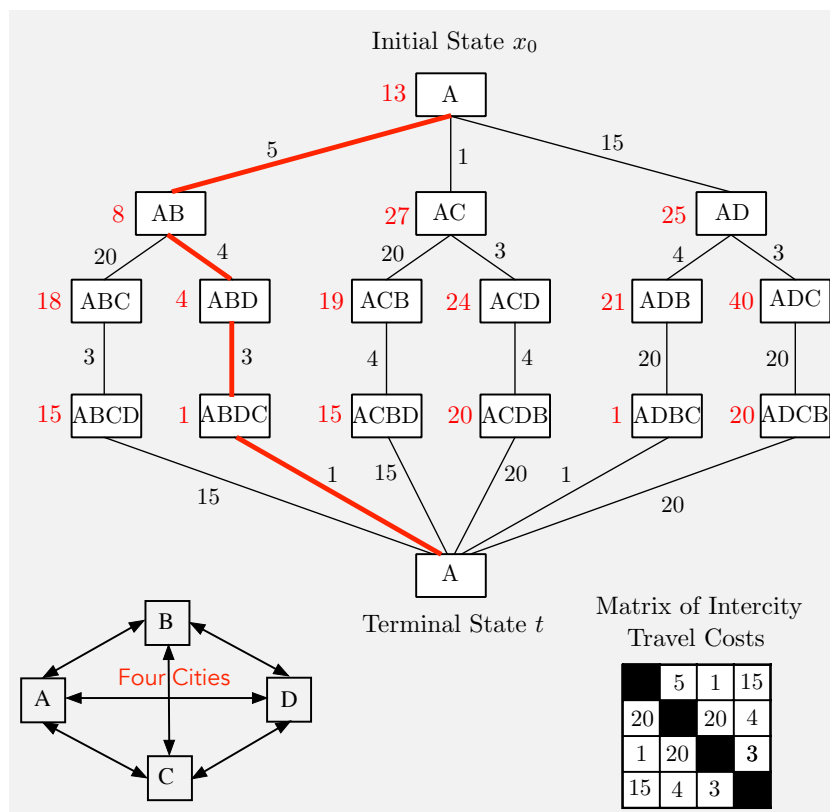 Initial State x₀
13 A
5 1 15
8 AB 27 AC 25 AD
20 4 20 3 4 3
18 ABC 4 ABD 19 ACB 24 ACD 21 ADB 40 ADC
3 3 4 4 20 20
15 ABCD 1 ABDC 15 ACBD 20 ACDB 1 ADBC 20 ADCB
15 1 15 20 1 20
A
Terminal State t
Matrix of Intercity
Travel Costs
B
Four Cities
A D
C
5 1 15
20 20 4
1 20 3
15 4 3